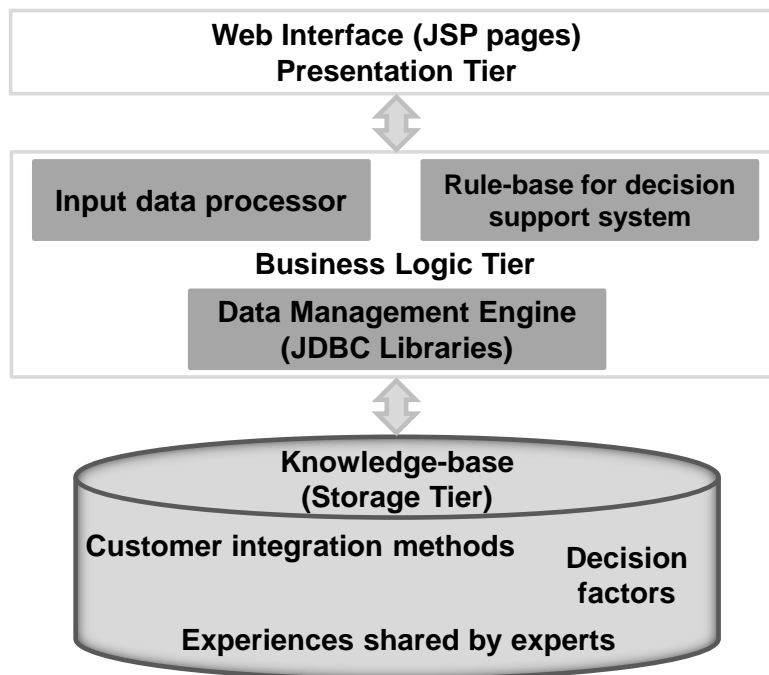 Web Interface (JSP pages)
Presentation Tier
Input data processor
Rule-base for decision
support system
Business Logic Tier
Data Management Engine
(JDBC Libraries)
Knowledge-base
(Storage Tier)
Customer integration methods
Decision
factors
Experiences shared by experts